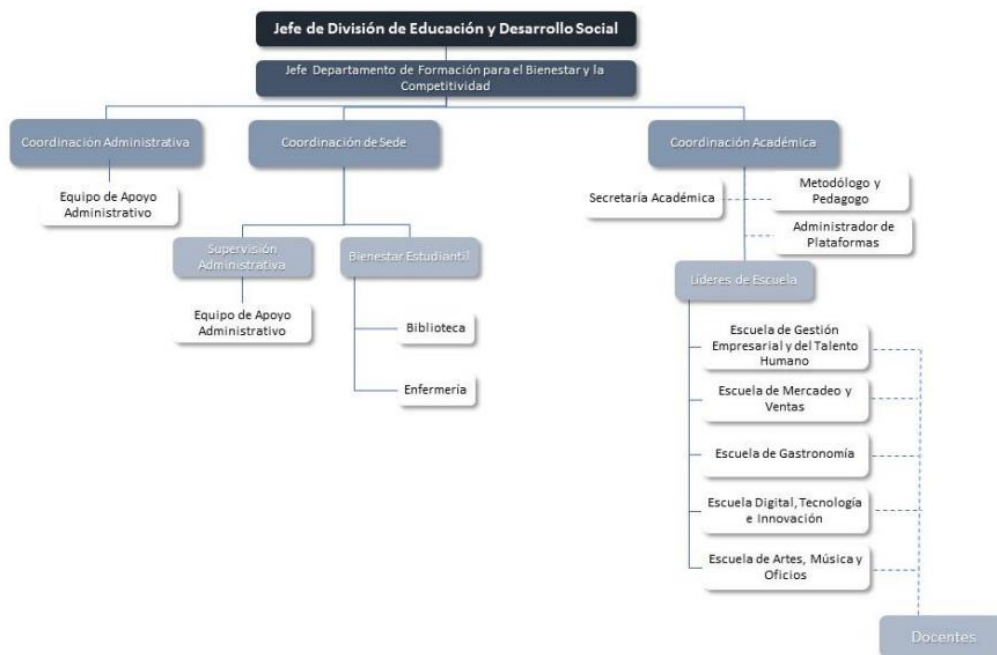 Jefe de División de Educación y Desarrollo Social
Jefe Departamento de Formación para el Bienestar y la
Competitividad
Coordinación Administrativa
Coordinación de Sede
Coordinación Académica
Equipo de Apoyo
Administrativo
Secretaría Académica
Metodólogo y
Pedagogo
Administrador de
Plataformas
Supervisión
Administrativa
Bienestar Estudiantil
Líderes de Escuela
Equipo de Apoyo
Administrativo
Biblioteca
Enfermería
Escuela de Gestión
Empresarial y del Talento
Humano
Escuela de Mercadeo y
Ventas
Escuela de Gastronomía
Escuela Digital, Tecnología
e Innovación
Escuela de Artes, Música y
Oficios
Docentes